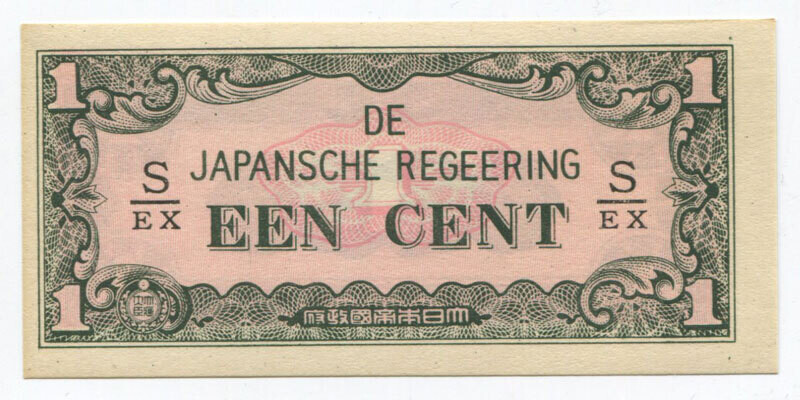 1 1
DE
JAPANSCHE REGEERING
S S
EX EX
EEN CENT
1 1
大日本帝國政府